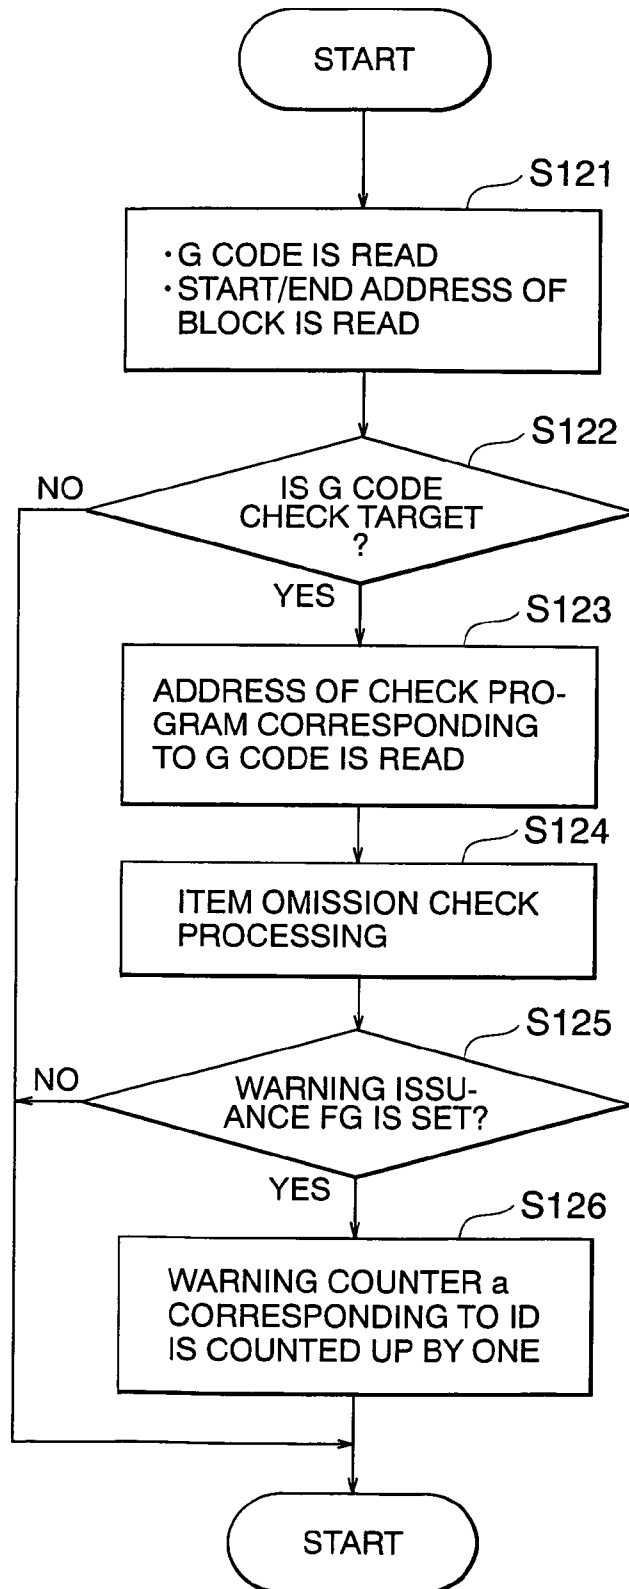 START
S121
·G CODE IS READ
·START/END ADDRESS OF
BLOCK IS READ
S122
NO
IS G CODE
CHECK TARGET
?
YES
S123
ADDRESS OF CHECK PRO-
GRAM CORRESPONDING
TO G CODE IS READ
S124
ITEM OMISSION CHECK
PROCESSING
S125
NO
WARNING ISSU-
ANCE FG IS SET?
YES
S126
WARNING COUNTER a
CORRESPONDING TO ID
IS COUNTED UP BY ONE
START